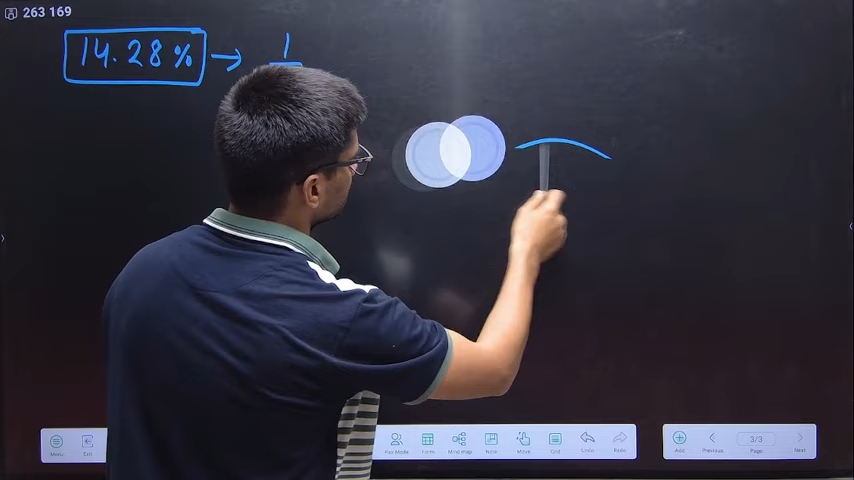 263 169
14.28% → 1
Menu
Exit
Pair Mode
Form
Mind map
Note
Move
Grid
Undo
Redo
Add
Previous
3/3
Page
Next